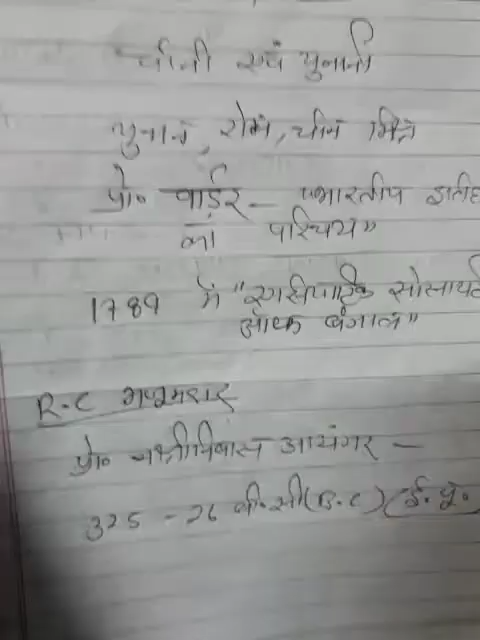 चीनी एवं युनानी
युनान, रोम, चीन मिस्र
प्रो० वार्डर – "भारतीय इतिह
का परिचय"
1789 में "एशियाटिक सोसायट
ऑफ बंगाल"
R.C मजूमदार
प्रो० आयंगर –
325 - 26 बी.सी (B.C) (ई.पू.